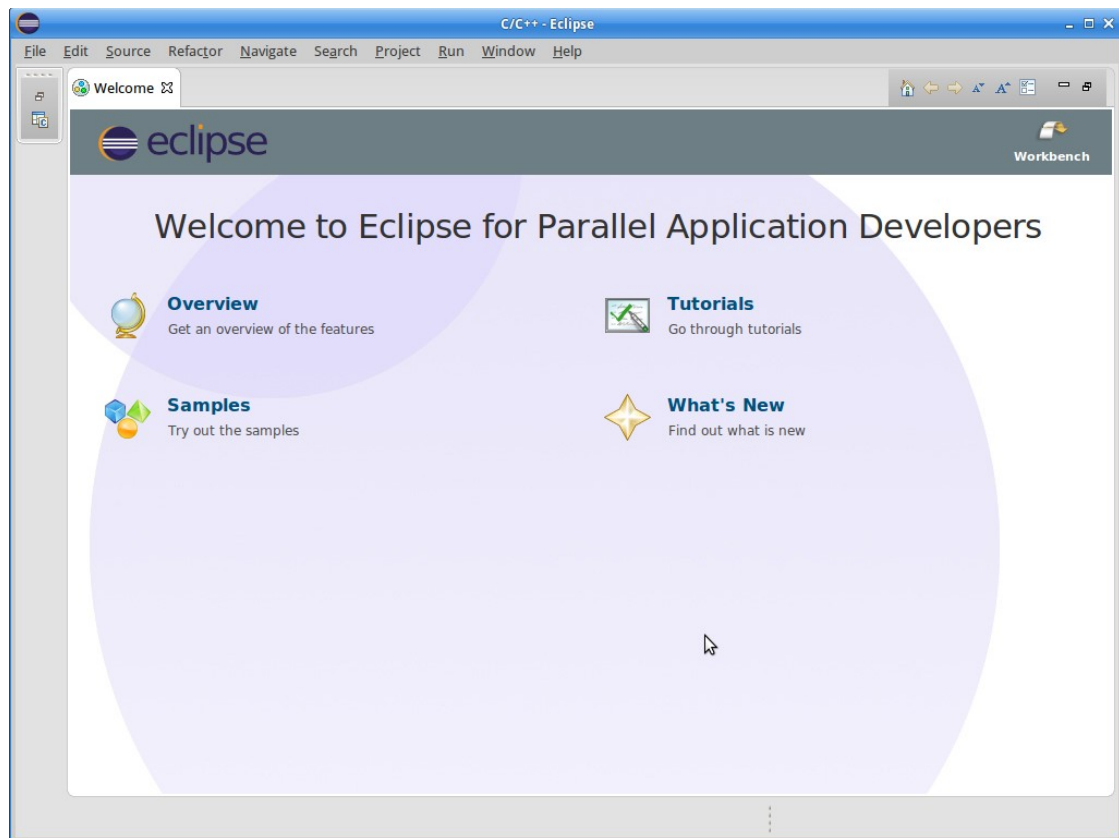 C/C++ - Eclipse
File Edit Source Refactor Navigate Search Project Run Window Help
Welcome
eclipse
Workbench
Welcome to Eclipse for Parallel Application Developers
Overview
Get an overview of the features
Tutorials
Go through tutorials
Samples
Try out the samples
What's New
Find out what is new